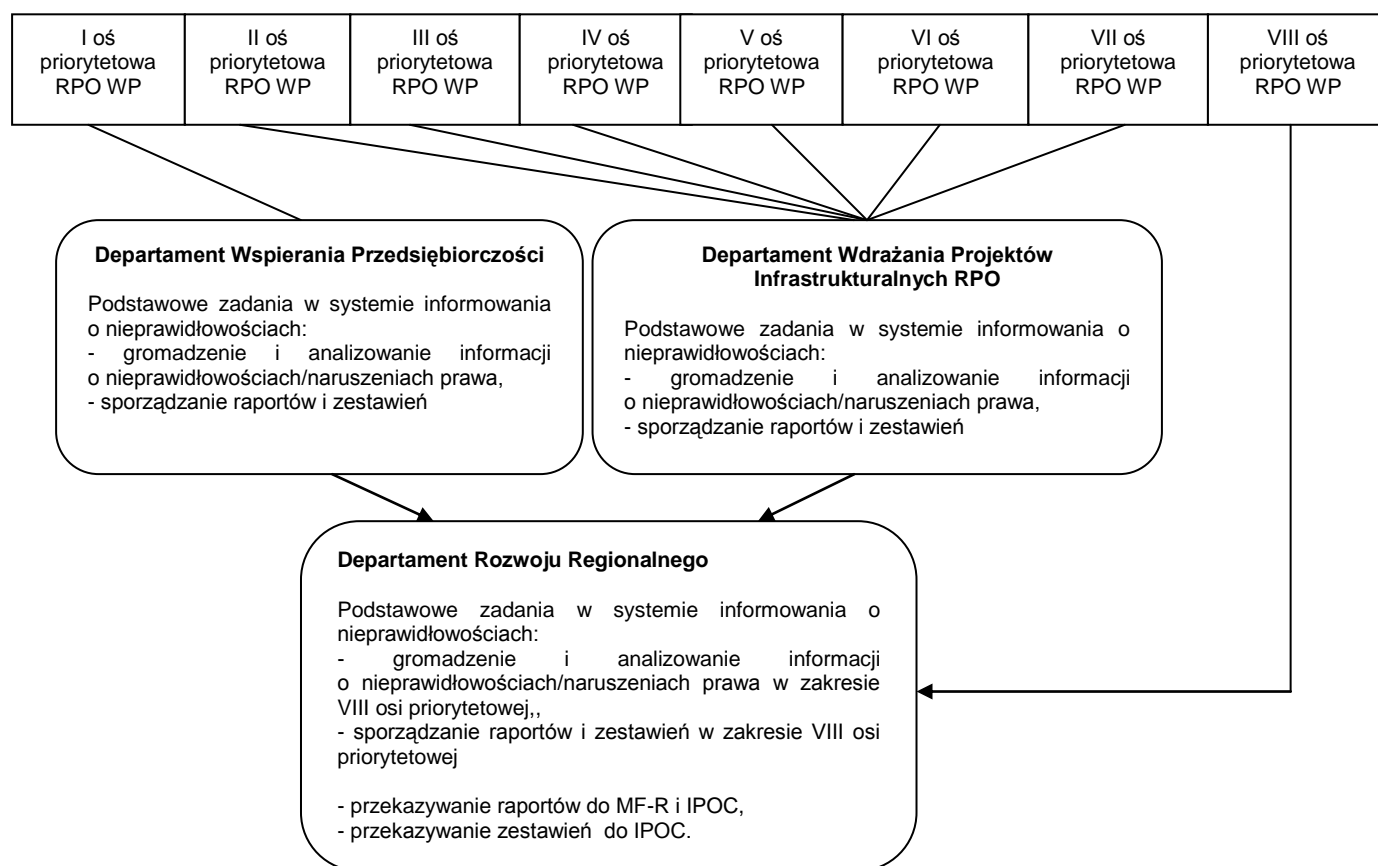 I oś
priorytetowa
RPO WP
II oś
priorytetowa
RPO WP
III oś
priorytetowa
RPO WP
IV oś
priorytetowa
RPO WP
V oś
priorytetowa
RPO WP
VI oś
priorytetowa
RPO WP
VII oś
priorytetowa
RPO WP
VIII oś
priorytetowa
RPO WP
Departament Wspierania Przedsiębiorczości
Podstawowe zadania w systemie informowania
o nieprawidłowościach:
- gromadzenie i analizowanie informacji
o nieprawidłowościach/naruszeniach prawa,
- sporządzanie raportów i zestawień
Departament Wdrażania Projektów
Infrastrukturalnych RPO
Podstawowe zadania w systemie informowania o
nieprawidłowościach:
- gromadzenie i analizowanie informacji
o nieprawidłowościach/naruszeniach prawa,
- sporządzanie raportów i zestawień
Departament Rozwoju Regionalnego
Podstawowe zadania w systemie informowania o
nieprawidłowościach:
- gromadzenie i analizowanie informacji
o nieprawidłowościach/naruszeniach prawa w zakresie
VIII osi priorytetowej,,
- sporządzanie raportów i zestawień w zakresie VIII osi
priorytetowej
- przekazywanie raportów do MF-R i IPOC,
- przekazywanie zestawień do IPOC.